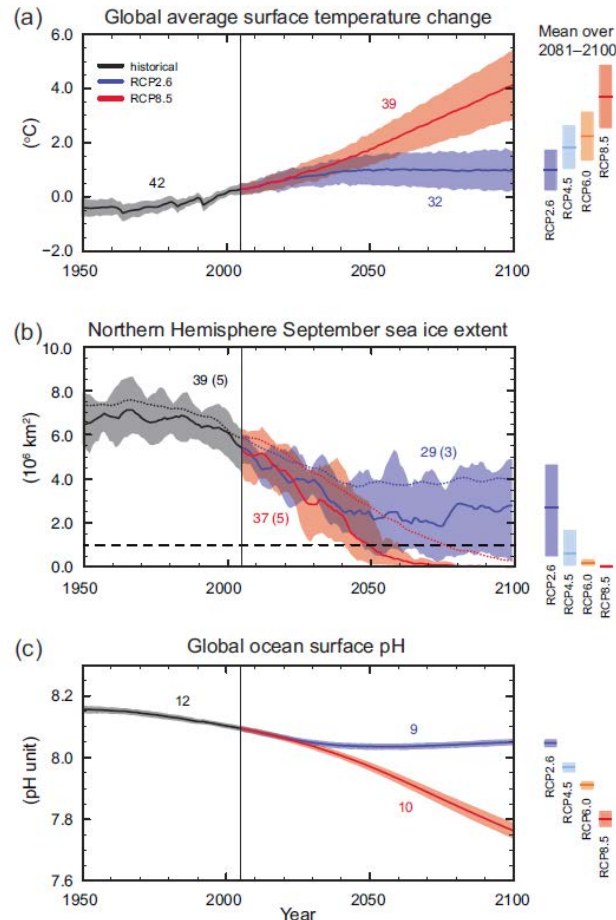 (a) Global average surface temperature change
Mean over
2081–2100
6.0
historical
RCP2.6
RCP8.5
4.0
39
2.0
(°C)
42
0.0
32
−2.0
1950 2000 2050 2100
RCP2.6
RCP4.5
RCP6.0
RCP8.5
(b) Northern Hemisphere September sea ice extent
10.0
39 (5)
8.0
6.0
(10⁶ km²)
29 (3)
4.0
37 (5)
2.0
0.0
1950 2000 2050 2100
RCP2.6
RCP4.5
RCP6.0
RCP8.5
(c) Global ocean surface pH
12
8.2
9
8.0
(pH unit)
10
7.8
7.6
1950 2000 2050 2100
Year
RCP2.6
RCP4.5
RCP6.0
RCP8.5